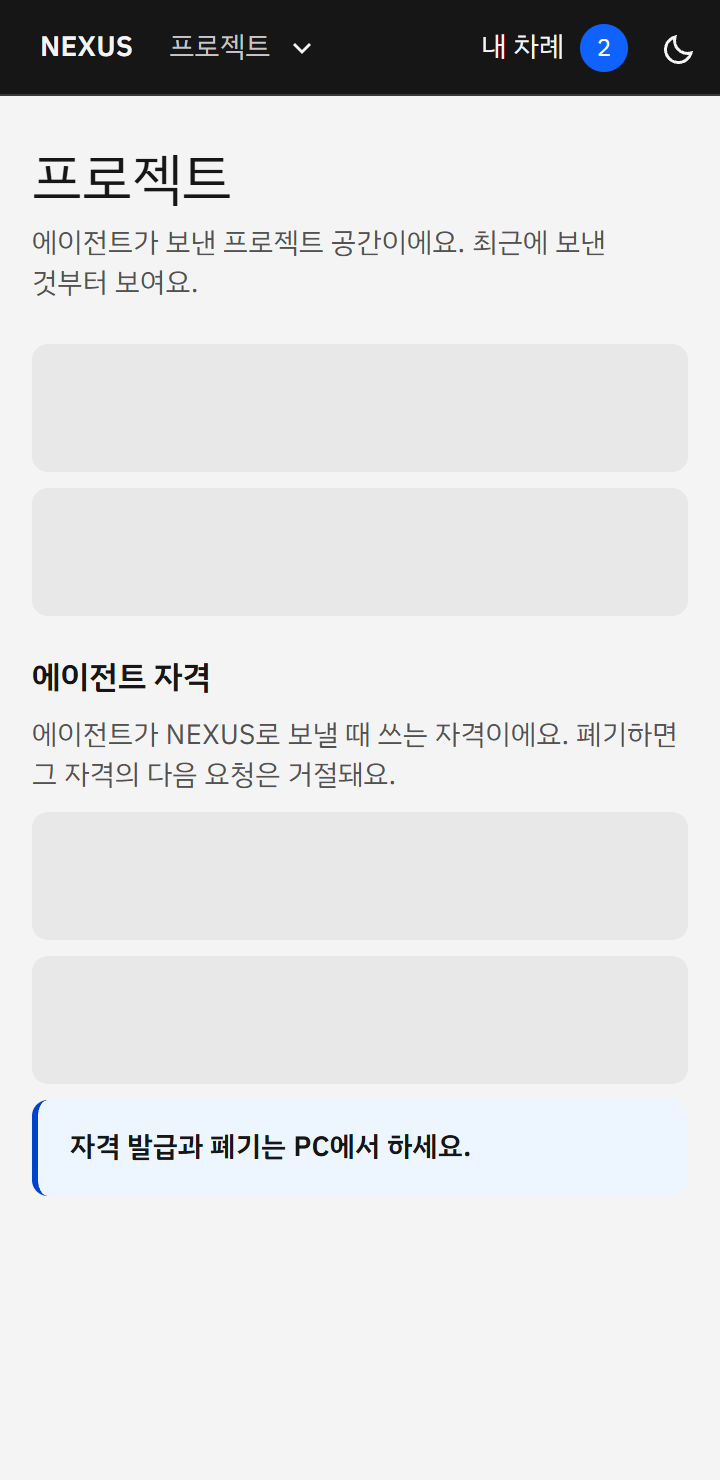 NEXUS 프로젝트 내 차례 2
프로젝트
에이전트가 보낸 프로젝트 공간이에요. 최근에 보낸
것부터 보여요.
에이전트 자격
에이전트가 NEXUS로 보낼 때 쓰는 자격이에요. 폐기하면
그 자격의 다음 요청은 거절돼요.
자격 발급과 폐기는 PC에서 하세요.